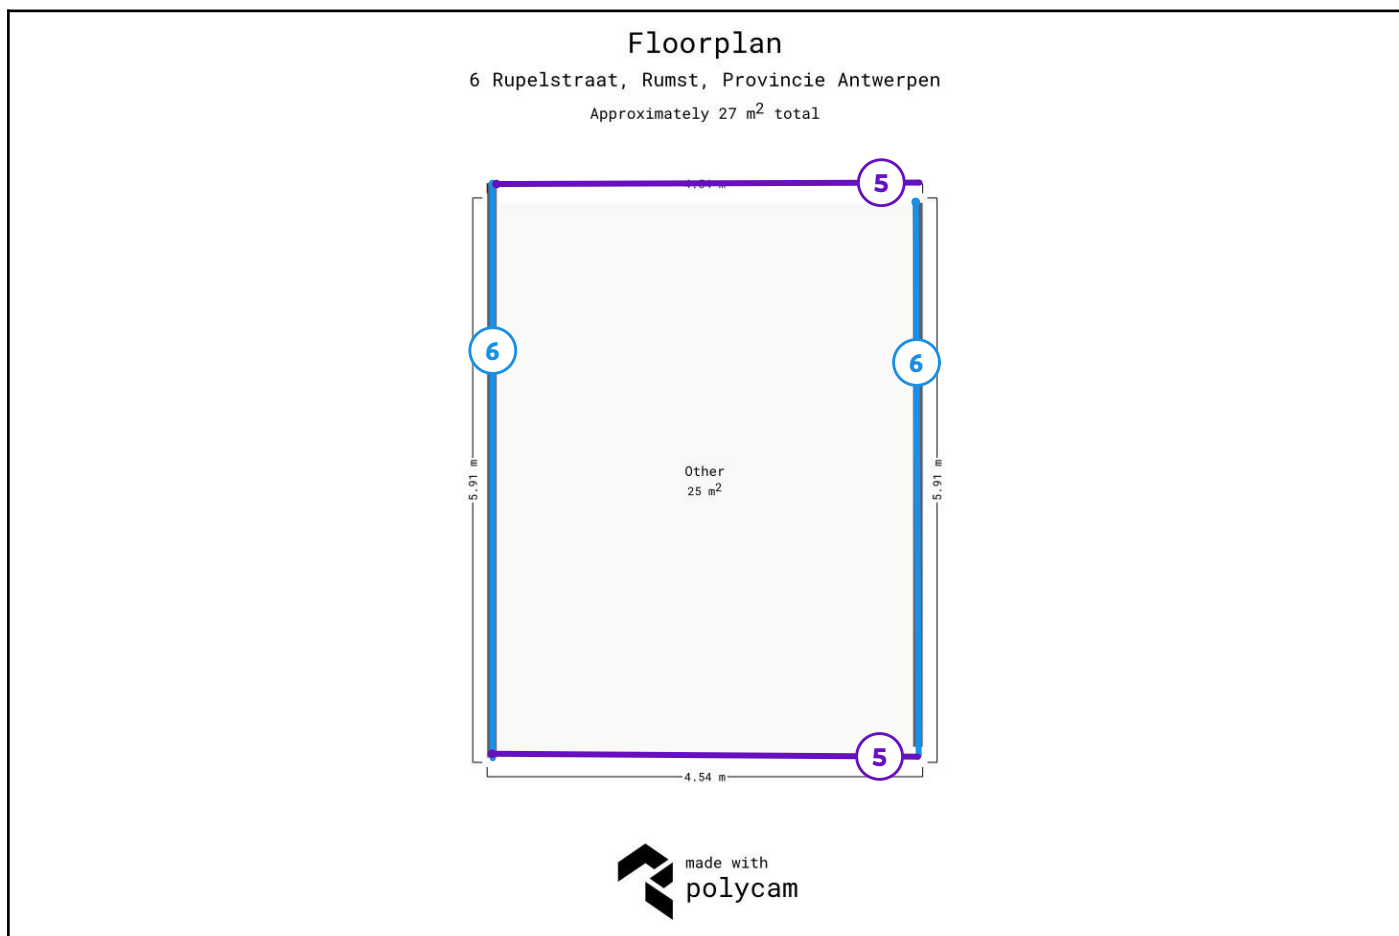 Floorplan
6 Rupelstraat, Rumst, Provincie Antwerpen
Approximately 27 m² total
5
6
6
5.91 m
5.91 m
Other
25 m²
5
4.54 m
made with
polycam